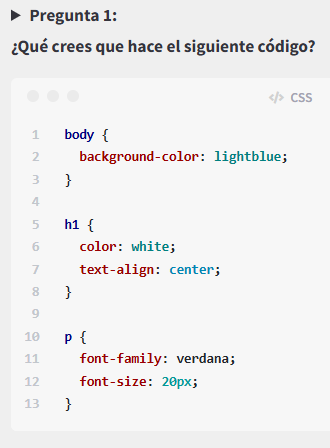 ▶ Pregunta 1:
¿Qué crees que hace el siguiente código?
</> CSS
1 body {
2   background-color: lightblue;
3 }
4
5 h1 {
6   color: white;
7   text-align: center;
8 }
9
10 p {
11   font-family: verdana;
12   font-size: 20px;
13 }